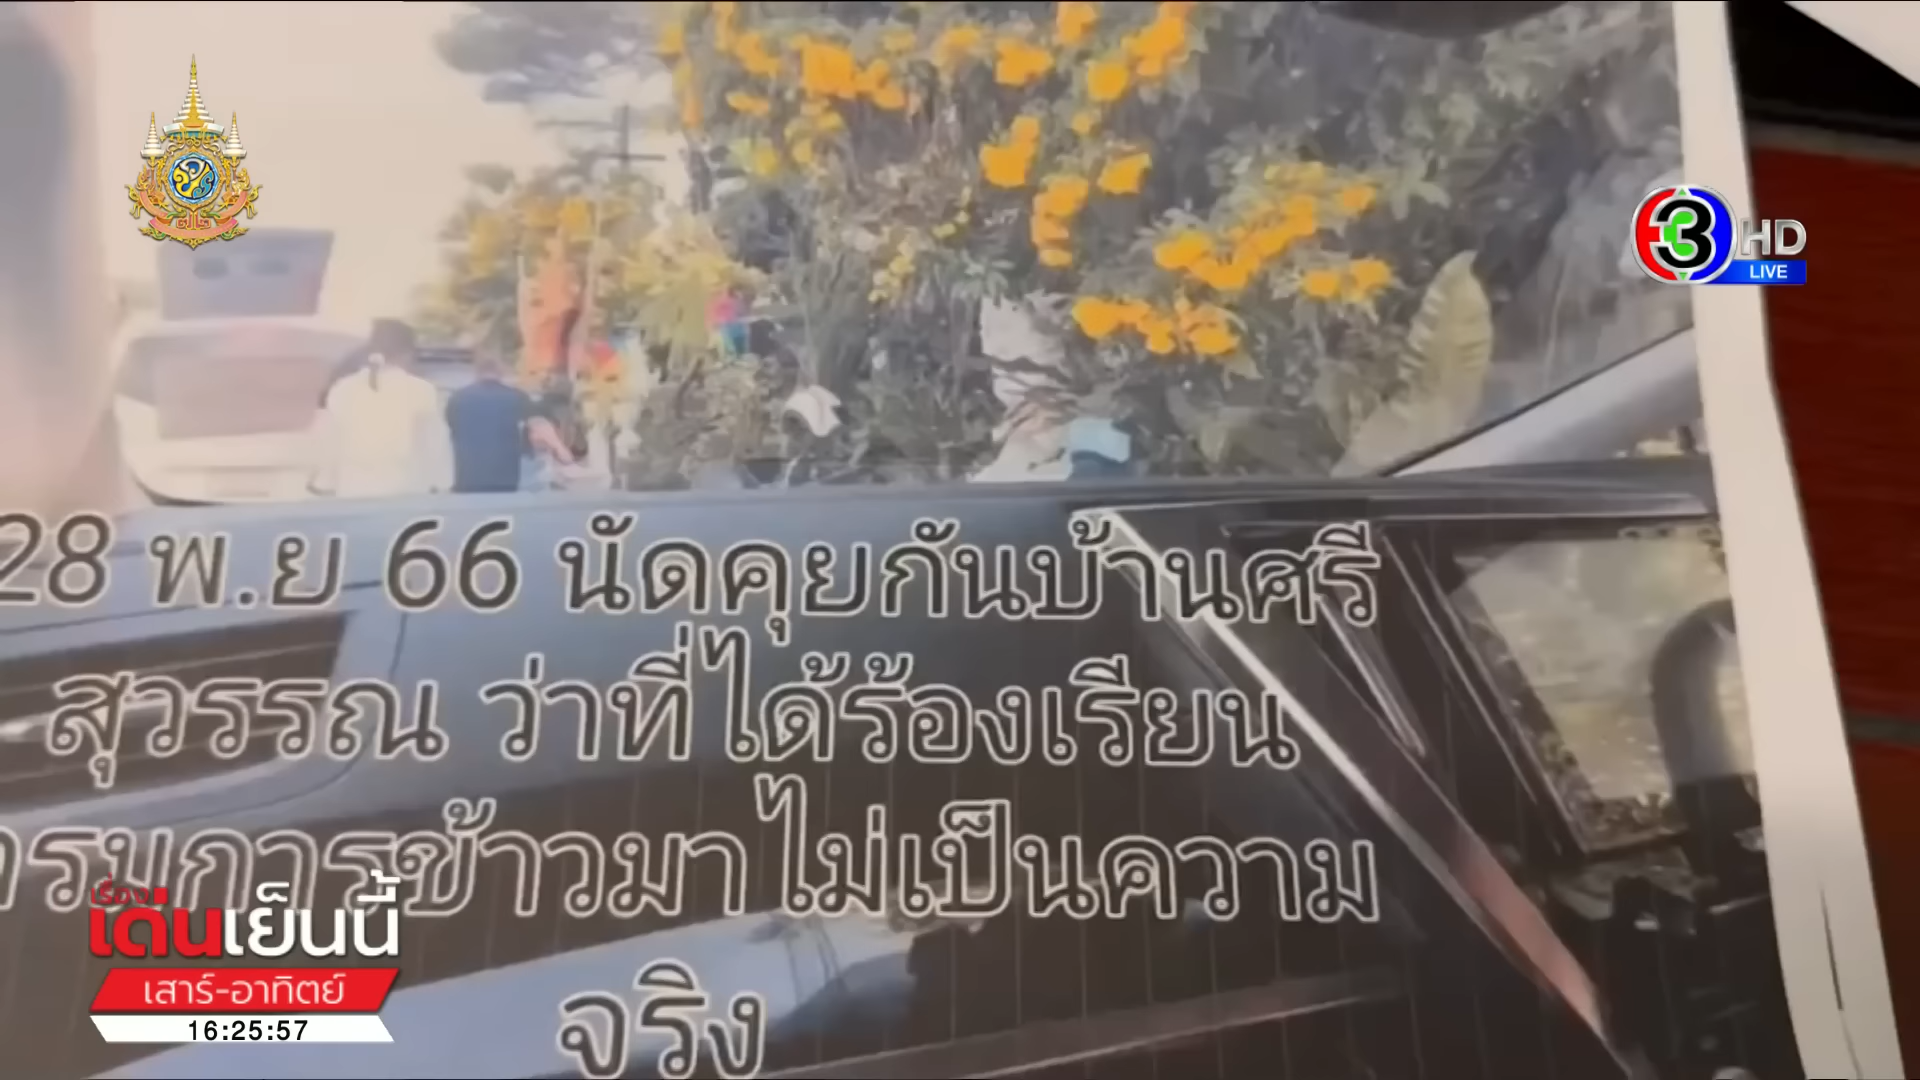 3 HD
LIVE
28 พ.ย 66 นัดคุยกันบ้านศรี
สุวรรณ ว่าที่ได้ร้องเรียน
กรมการข้าวมาไม่เป็นความ
จริง
เรื่อง
เด่นเย็นนี้
เสาร์-อาทิตย์
16:25:57